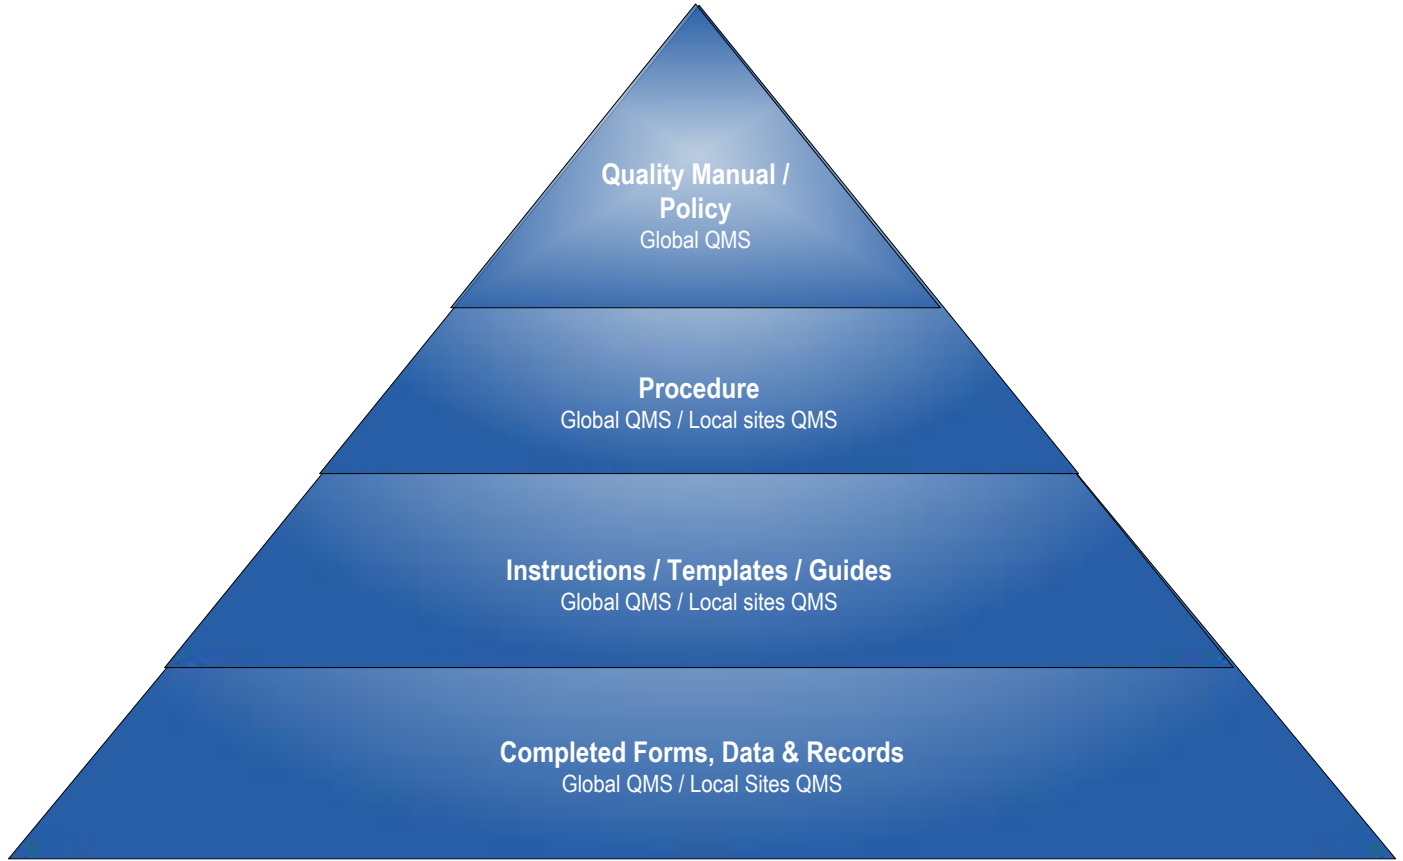 Quality Manual /
Policy
Global QMS
Procedure
Global QMS / Local sites QMS
Instructions / Templates / Guides
Global QMS / Local sites QMS
Completed Forms, Data & Records
Global QMS / Local Sites QMS